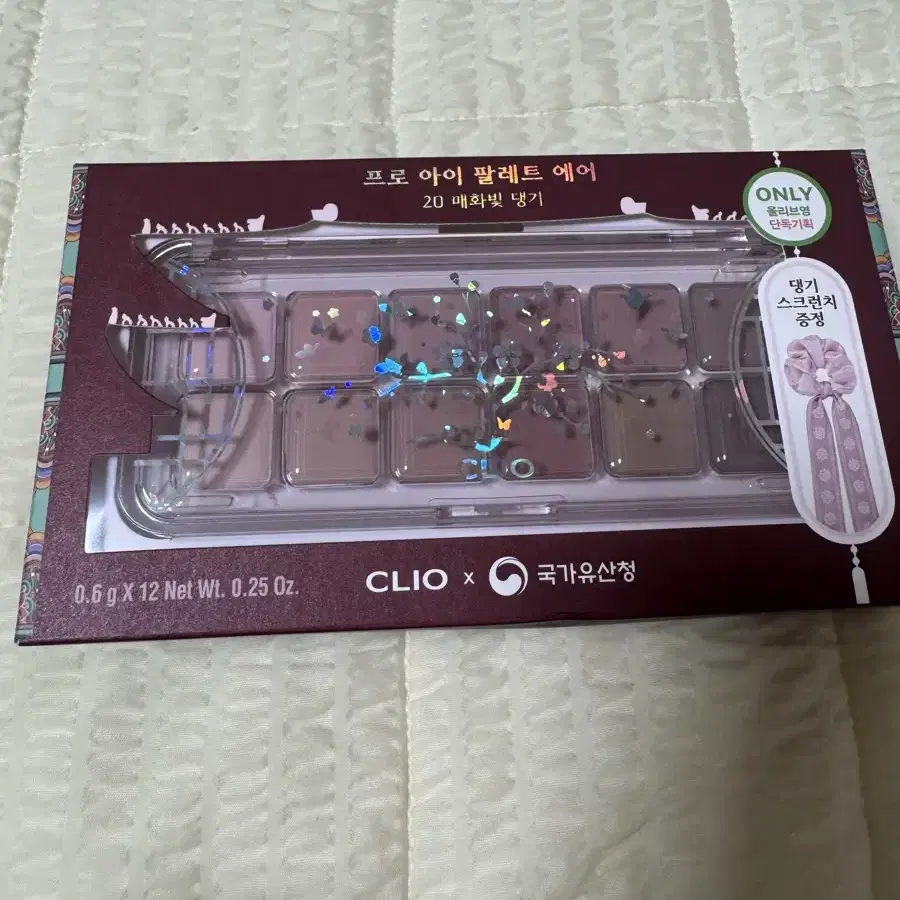 프로 아이 팔레트 에어
20 매화빛 댕기
ONLY
올리브영
단독기획
댕기
스크런치
증정
0.6 g X 12 Net Wt. 0.25 Oz.
CLIO x 국가유산청